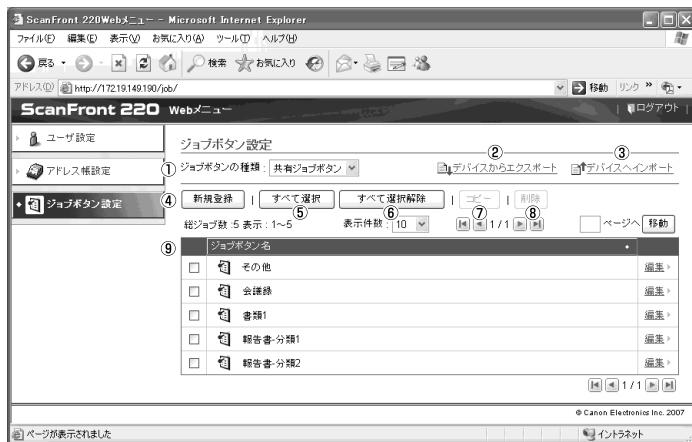 ScanFront 220Webメニュー - Microsoft Internet Explorer
ファイル(F) 編集(E) 表示(V) お気に入り(A) ツール(T) ヘルプ(H)
戻る 検索 お気に入り
アドレス(D) http://172.19.149.190/job/ 移動 リンク »
ScanFront 220 Webメニュー ログアウト
ユーザ設定
アドレス帳設定
ジョブボタン設定
ジョブボタン設定
① ジョブボタンの種類: 共有ジョブボタン ② デバイスからエクスポート ③ デバイスへインポート
④ 新規登録 | すべて選択 すべて選択解除 | コピー | 削除
⑤ ⑥ ⑦ ⑧
総ジョブ数:5 表示:1~5 表示件数: 10 1/1 ページへ 移動
⑨ ジョブボタン名
その他 編集
会議録 編集
書類1 編集
報告書-分類1 編集
報告書-分類2 編集
1/1
© Canon Electronics Inc. 2007
ページが表示されました イントラネット